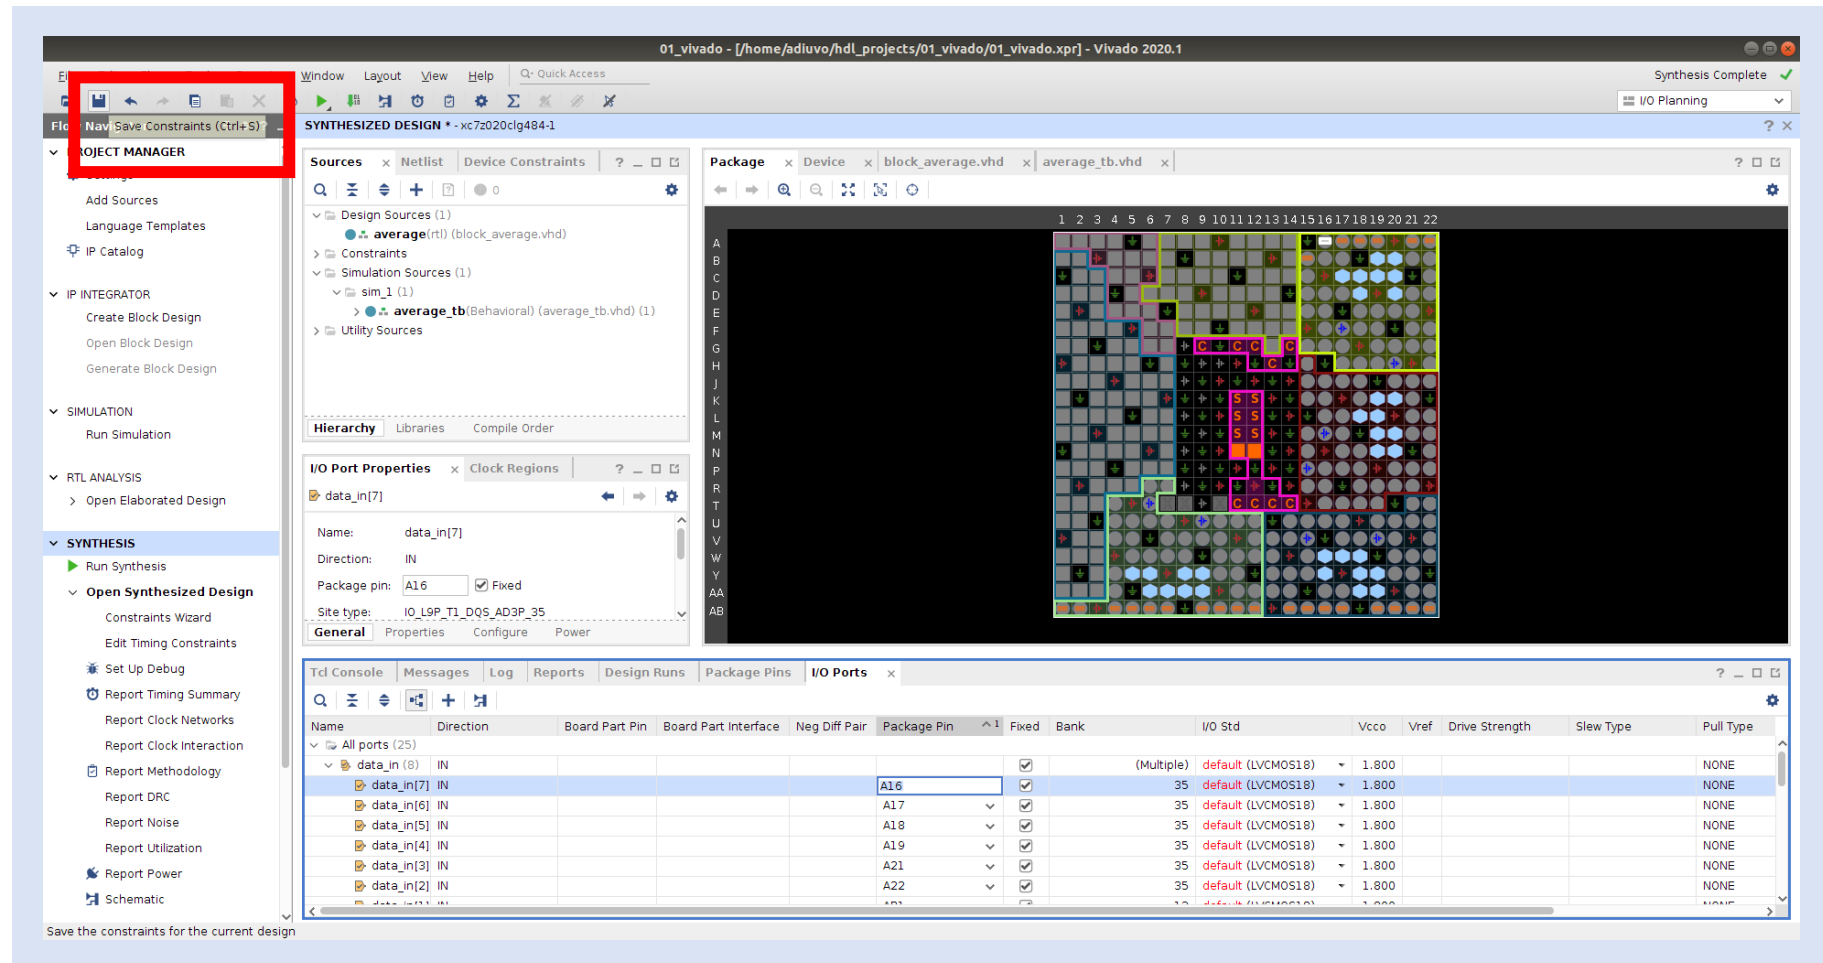 01_vivado - [/home/adiuvo/hdl_projects/01_vivado/01_vivado.xpr] - Vivado 2020.1
Window Layout View Help Q- Quick Access Synthesis Complete
I/O Planning
Save Constraints (Ctrl+S)
SYNTHESIZED DESIGN * - xc7z020clg484-1
PROJECT MANAGER
Settings
Add Sources
Language Templates
IP Catalog
IP INTEGRATOR
Create Block Design
Open Block Design
Generate Block Design
SIMULATION
Run Simulation
RTL ANALYSIS
Open Elaborated Design
SYNTHESIS
Run Synthesis
Open Synthesized Design
Constraints Wizard
Edit Timing Constraints
Set Up Debug
Report Timing Summary
Report Clock Networks
Report Clock Interaction
Report Methodology
Report DRC
Report Noise
Report Utilization
Report Power
Schematic
Sources Netlist Device Constraints
0
Design Sources (1)
average(rtl) (block_average.vhd)
Constraints
Simulation Sources (1)
sim_1 (1)
average_tb(Behavioral) (average_tb.vhd) (1)
Utility Sources
Hierarchy Libraries Compile Order
I/O Port Properties Clock Regions
data_in[7]
Name: data_in[7]
Direction: IN
Package pin: A16 Fixed
Site type: IO_L9P_T1_DQS_AD3P_35
General Properties Configure Power
Package Device block_average.vhd average_tb.vhd
1 2 3 4 5 6 7 8 9 10 11 12 13 14 15 16 17 18 19 20 21 22
A
B
C
D
E
F
G C C C C
H C
J
K S S
L S S
M S S
N
P
R
T C C C C
U
V
W
Y
AA
AB
Tcl Console Messages Log Reports Design Runs Package Pins I/O Ports
Name Direction Board Part Pin Board Part Interface Neg Diff Pair Package Pin 1 Fixed Bank I/O Std Vcco Vref Drive Strength Slew Type Pull Type
All ports (25)
data_in (8) IN (Multiple) default (LVCMOS18) 1.800 NONE
data_in[7] IN A16 35 default (LVCMOS18) 1.800 NONE
data_in[6] IN A17 35 default (LVCMOS18) 1.800 NONE
data_in[5] IN A18 35 default (LVCMOS18) 1.800 NONE
data_in[4] IN A19 35 default (LVCMOS18) 1.800 NONE
data_in[3] IN A21 35 default (LVCMOS18) 1.800 NONE
data_in[2] IN A22 35 default (LVCMOS18) 1.800 NONE
Save the constraints for the current design